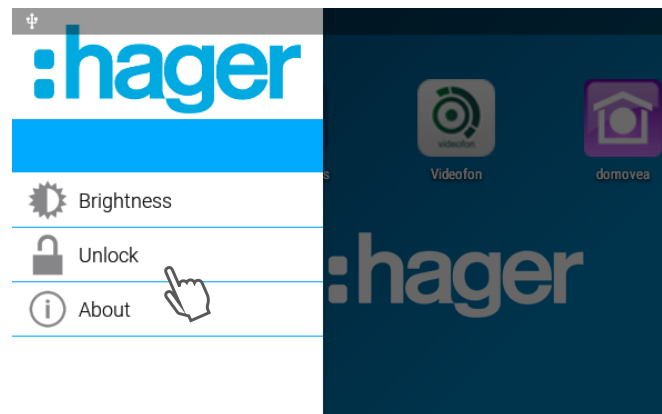 :hager
Brightness
Unlock
About
s
videofon
Videofon
domovea
:hager